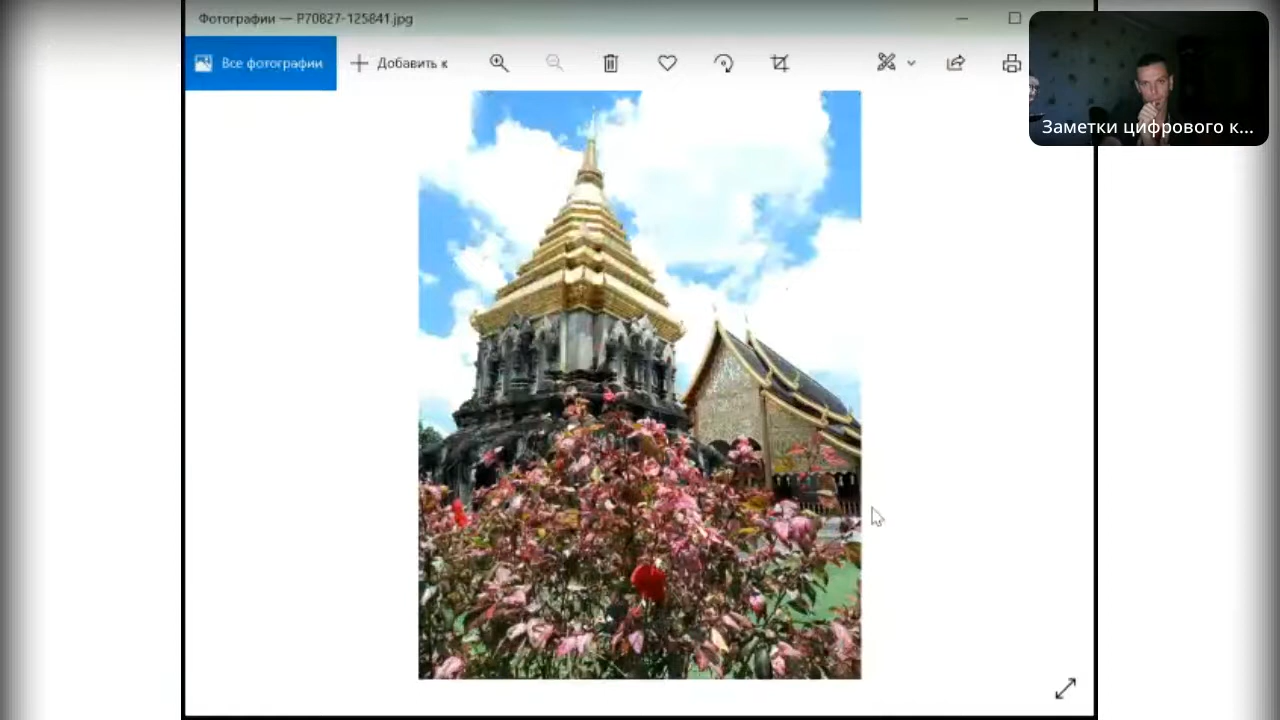 Фотографии — P70827-125841.jpg
Все фотографии
Добавить к
Заметки цифрового к...